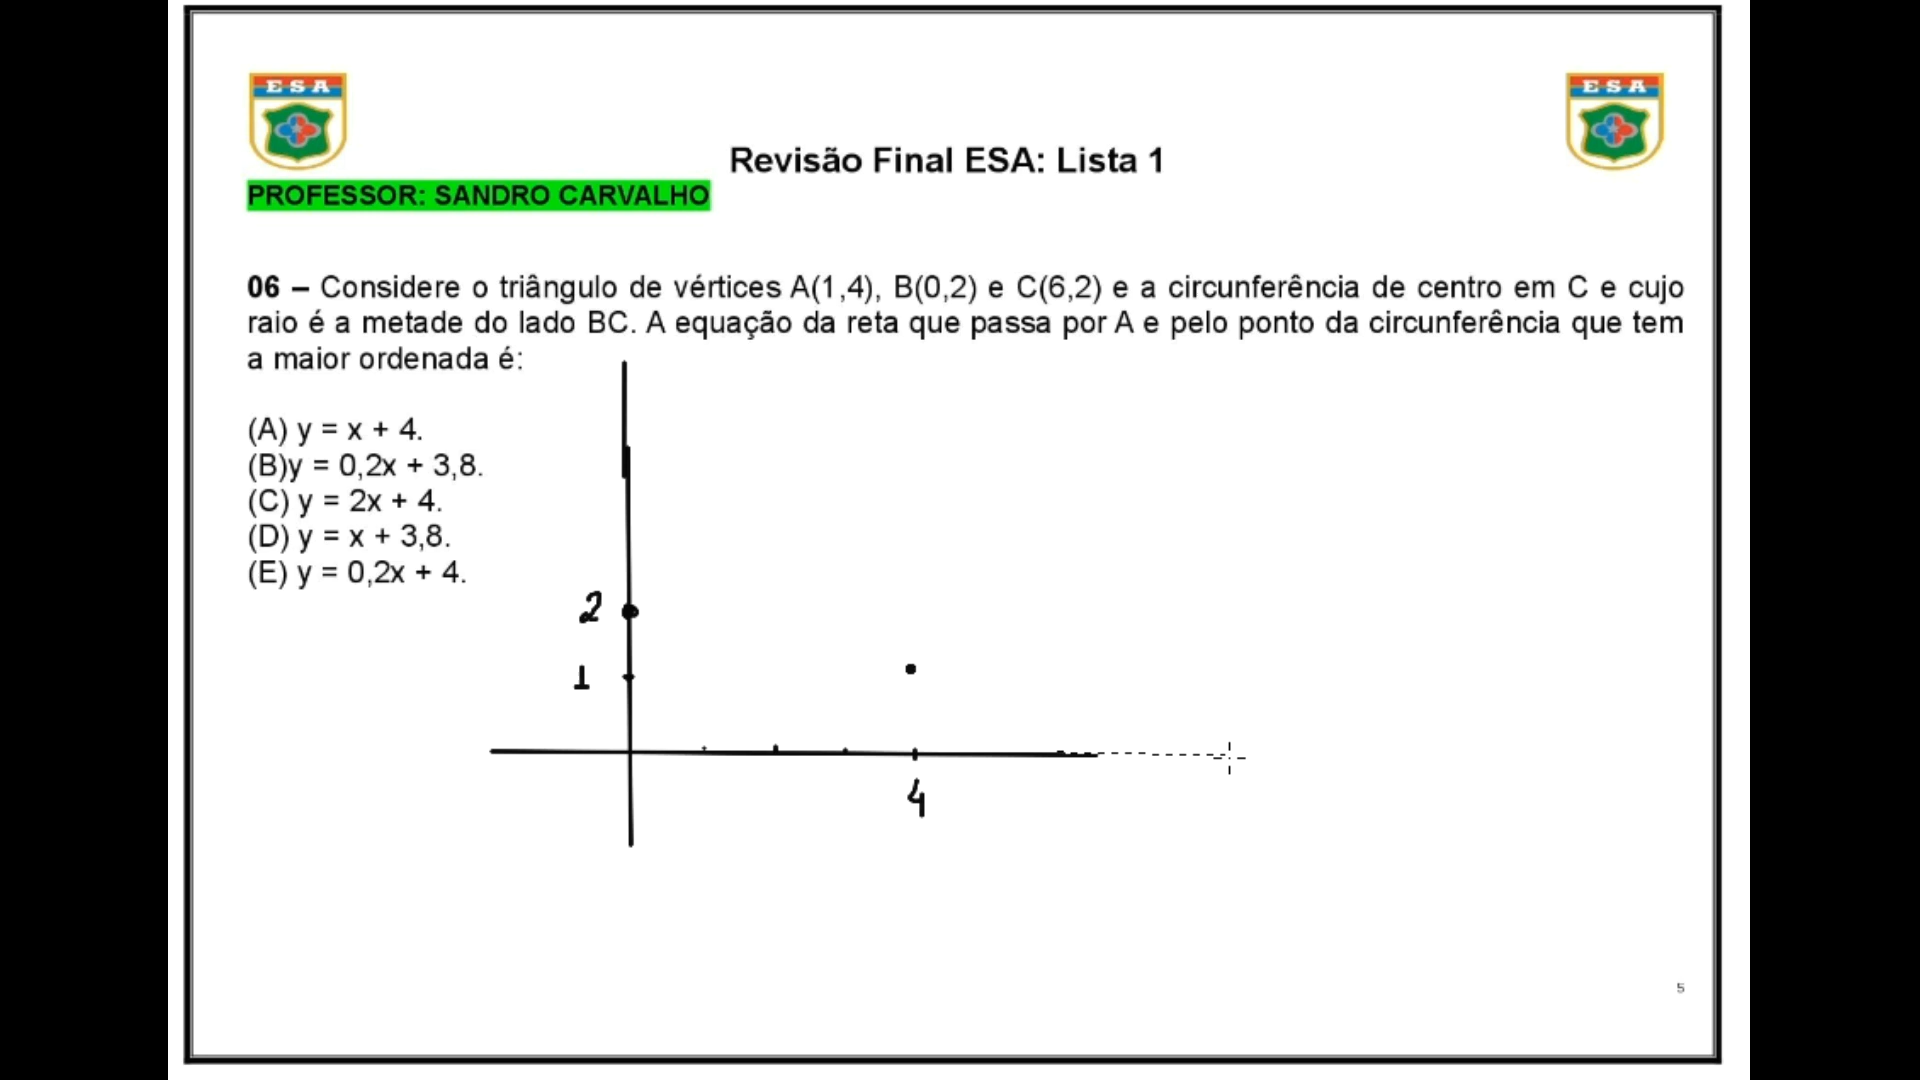 E S A
E S A
Revisão Final ESA: Lista 1
PROFESSOR: SANDRO CARVALHO
06 – Considere o triângulo de vértices A(1,4), B(0,2) e C(6,2) e a circunferência de centro em C e cujo
raio é a metade do lado BC. A equação da reta que passa por A e pelo ponto da circunferência que tem
a maior ordenada é:
(A) y = x + 4.
(B)y = 0,2x + 3,8.
(C) y = 2x + 4.
(D) y = x + 3,8.
(E) y = 0,2x + 4.
2
1
4
5